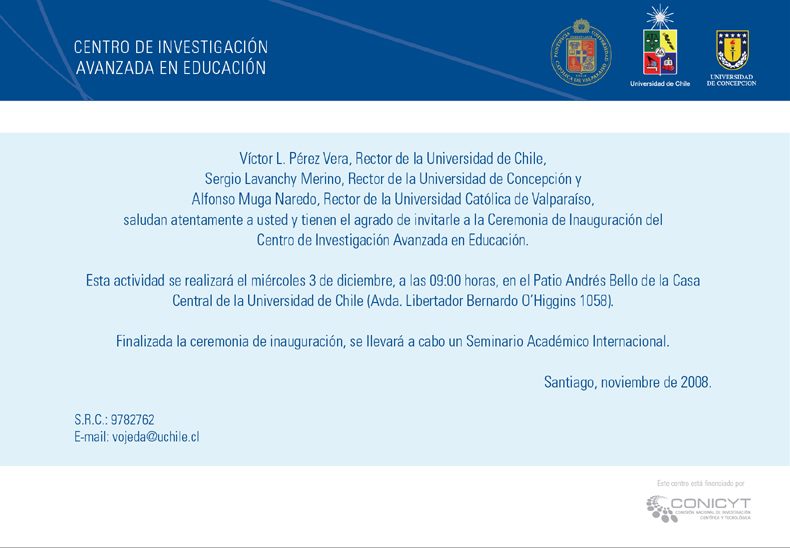 CENTRO DE INVESTIGACIÓN
AVANZADA EN EDUCACIÓN
PONTIFICIA UNIVERSIDAD CATOLICA DE VALPARAISO
Universidad de Chile
UNIVERSIDAD
DE CONCEPCION
Víctor L. Pérez Vera, Rector de la Universidad de Chile,
Sergio Lavanchy Merino, Rector de la Universidad de Concepción y
Alfonso Muga Naredo, Rector de la Universidad Católica de Valparaíso,
saludan atentamente a usted y tienen el agrado de invitarle a la Ceremonia de Inauguración del
Centro de Investigación Avanzada en Educación.
Esta actividad se realizará el miércoles 3 de diciembre, a las 09:00 horas, en el Patio Andrés Bello de la Casa
Central de la Universidad de Chile (Avda. Libertador Bernardo O'Higgins 1058).
Finalizada la ceremonia de inauguración, se llevará a cabo un Seminario Académico Internacional.
Santiago, noviembre de 2008.
S.R.C.: 9782762
E-mail: vojeda@uchile.cl
Este centro está financiado por
CONICYT
COMISIÓN NACIONAL DE INVESTIGACIÓN
CIENTÍFICA Y TECNOLÓGICA